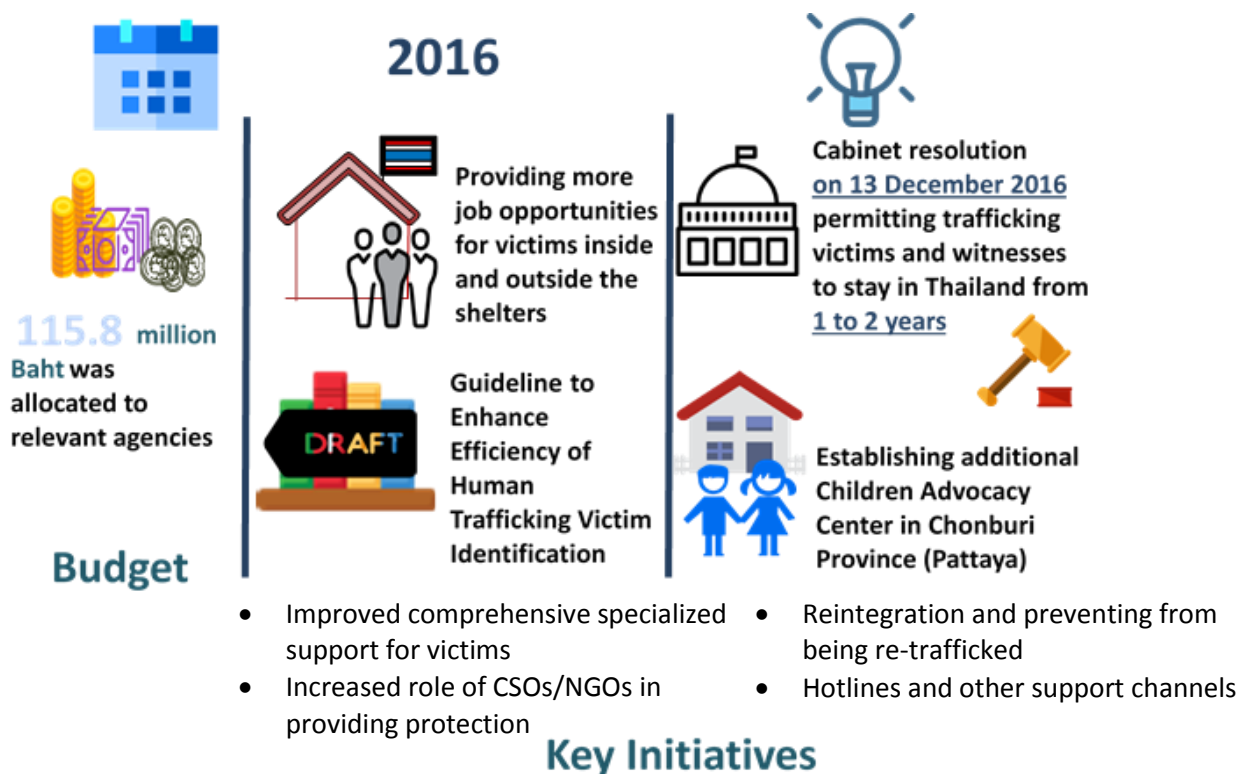 2016
115.8 million
Baht was
allocated to
relevant agencies
Budget
Providing more
job opportunities
for victims inside
and outside the
shelters
DRAFT
Guideline to
Enhance
Efficiency of
Human
Trafficking Victim
Identification
Cabinet resolution
on 13 December 2016
permitting trafficking
victims and witnesses
to stay in Thailand from
1 to 2 years
Establishing additional
Children Advocacy
Center in Chonburi
Province (Pattaya)
• Improved comprehensive specialized
support for victims
• Increased role of CSOs/NGOs in
providing protection
• Reintegration and preventing from
being re-trafficked
• Hotlines and other support channels
Key Initiatives